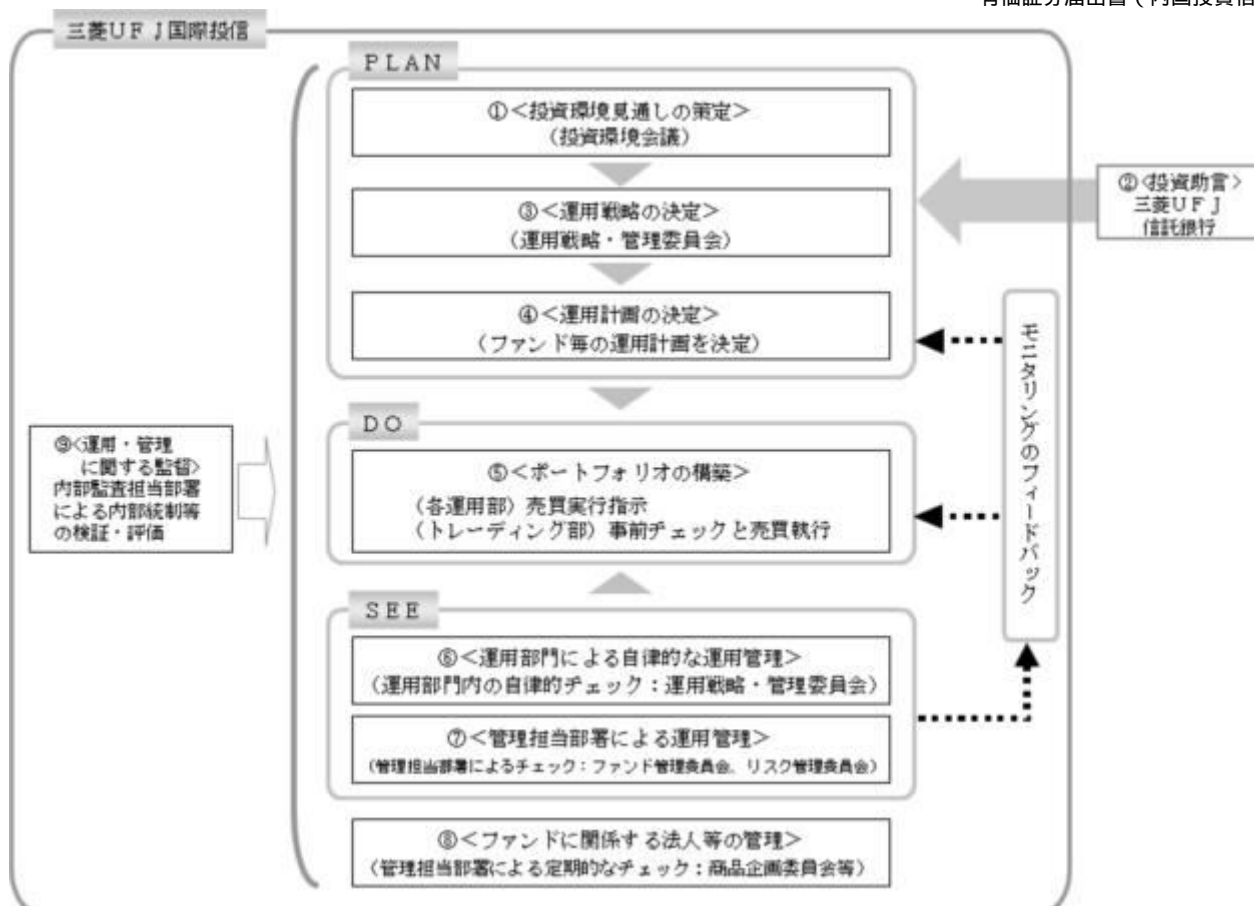 有価証券届出書(内国投資信
三菱UFJ国際投信
PLAN
①<投資環境見通しの策定>
(投資環境会議)
②<投資助言>
三菱UFJ
信託銀行
③<運用戦略の決定>
(運用戦略・管理委員会)
④<運用計画の決定>
(ファンド毎の運用計画を決定)
モニタリングのフィードバック
DO
⑤<ポートフォリオの構築>
(各運用部)売買実行指示
(トレーディング部)事前チェックと売買執行
⑨<運用・管理
に関する監督>
内部監査担当部署
による内部統制等
の検証・評価
SEE
⑥<運用部門による自律的な運用管理>
(運用部門内の自律的チェック:運用戦略・管理委員会)
⑦<管理担当部署による運用管理>
(管理担当部署によるチェック:ファンド管理委員会、リスク管理委員会)
⑧<ファンドに関係する法人等の管理>
(管理担当部署による定期的なチェック:商品企画委員会等)